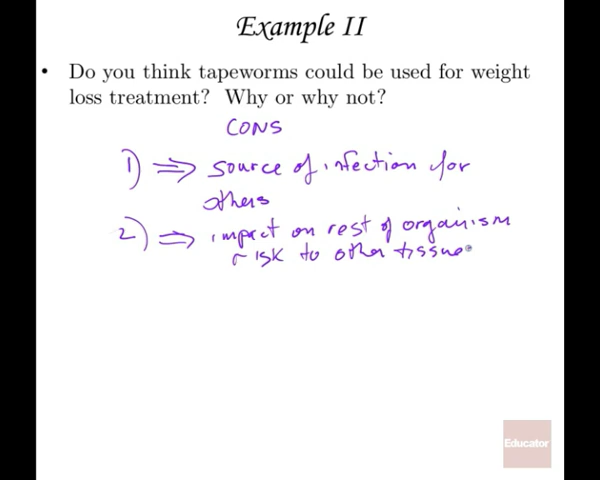 Example II
• Do you think tapeworms could be used for weight
loss treatment? Why or why not?
CONS
1) ⇒ source of infection for
others
2) ⇒ impact on rest of organism
risk to other tissue
Educator